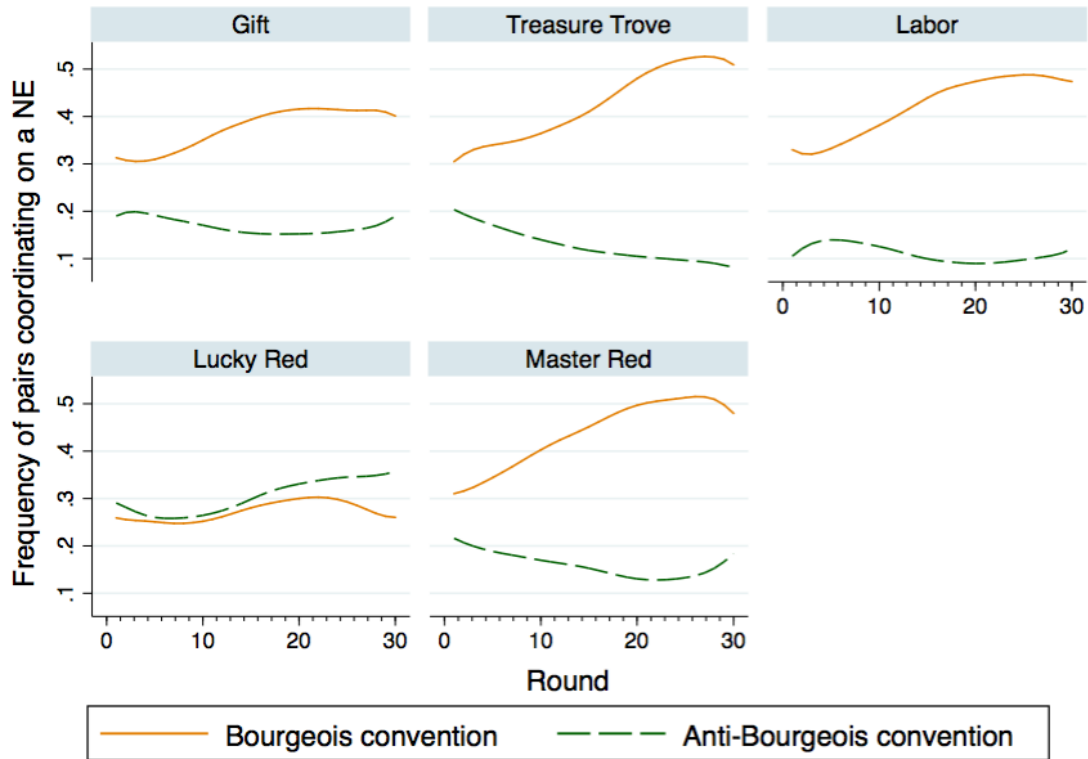 Gift
Treasure Trove
Labor
Frequency of pairs coordinating on a NE
.5
.4
.3
.2
.1
0 10 20 30
Lucky Red
Master Red
.5
.4
.3
.2
.1
0 10 20 30
0 10 20 30
Round
Bourgeois convention
Anti-Bourgeois convention